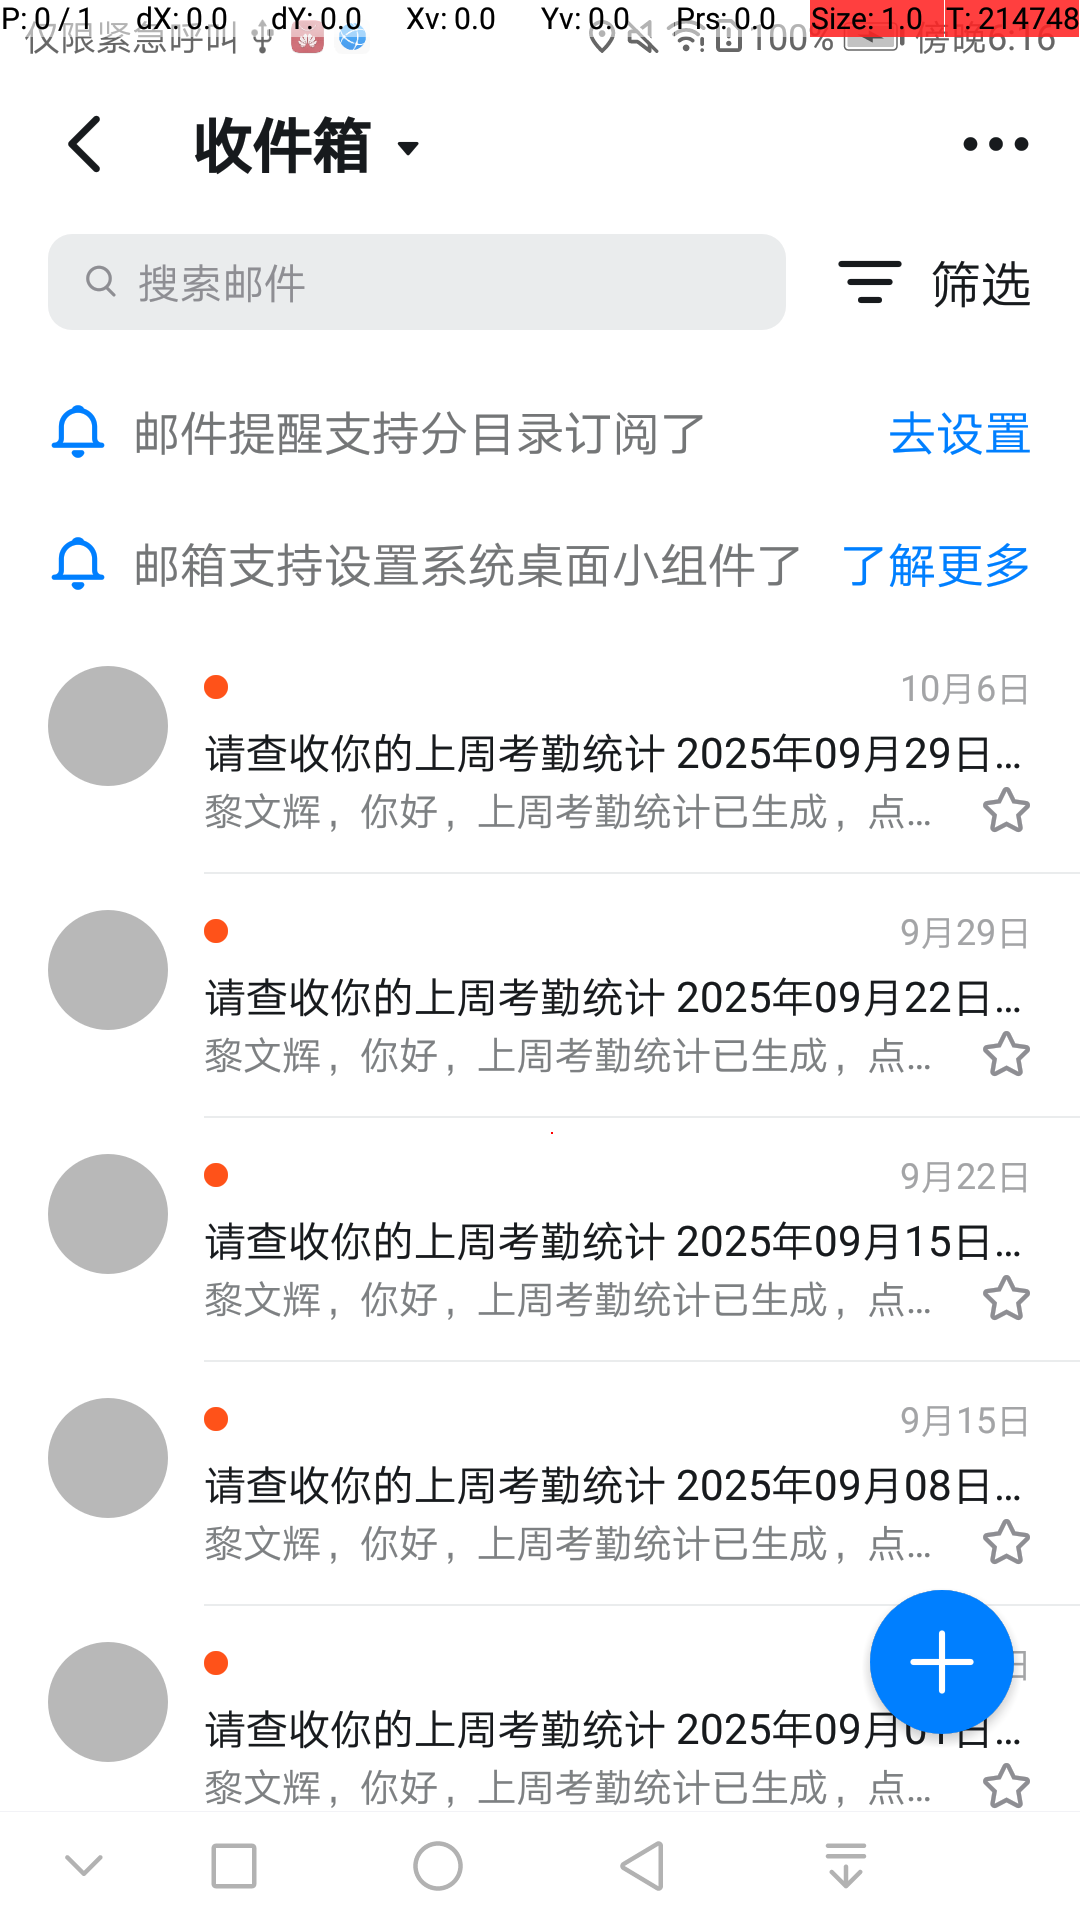 P: 0 / 1 dX: 0.0 dY: 0.0 Xv: 0.0 Yv: 0.0 Prs: 0.0 Size: 1.0 T: 214748
仅限紧急呼叫 100% 傍晚6:16
收件箱
搜索邮件 筛选
邮件提醒支持分目录订阅了 去设置
邮箱支持设置系统桌面小组件了 了解更多
10月6日
请查收你的上周考勤统计 2025年09月29日...
黎文辉，你好，上周考勤统计已生成，点...
9月29日
请查收你的上周考勤统计 2025年09月22日...
黎文辉，你好，上周考勤统计已生成，点...
9月22日
请查收你的上周考勤统计 2025年09月15日...
黎文辉，你好，上周考勤统计已生成，点...
9月15日
请查收你的上周考勤统计 2025年09月08日...
黎文辉，你好，上周考勤统计已生成，点...
日
请查收你的上周考勤统计 2025年09月01日...
黎文辉，你好，上周考勤统计已生成，点...